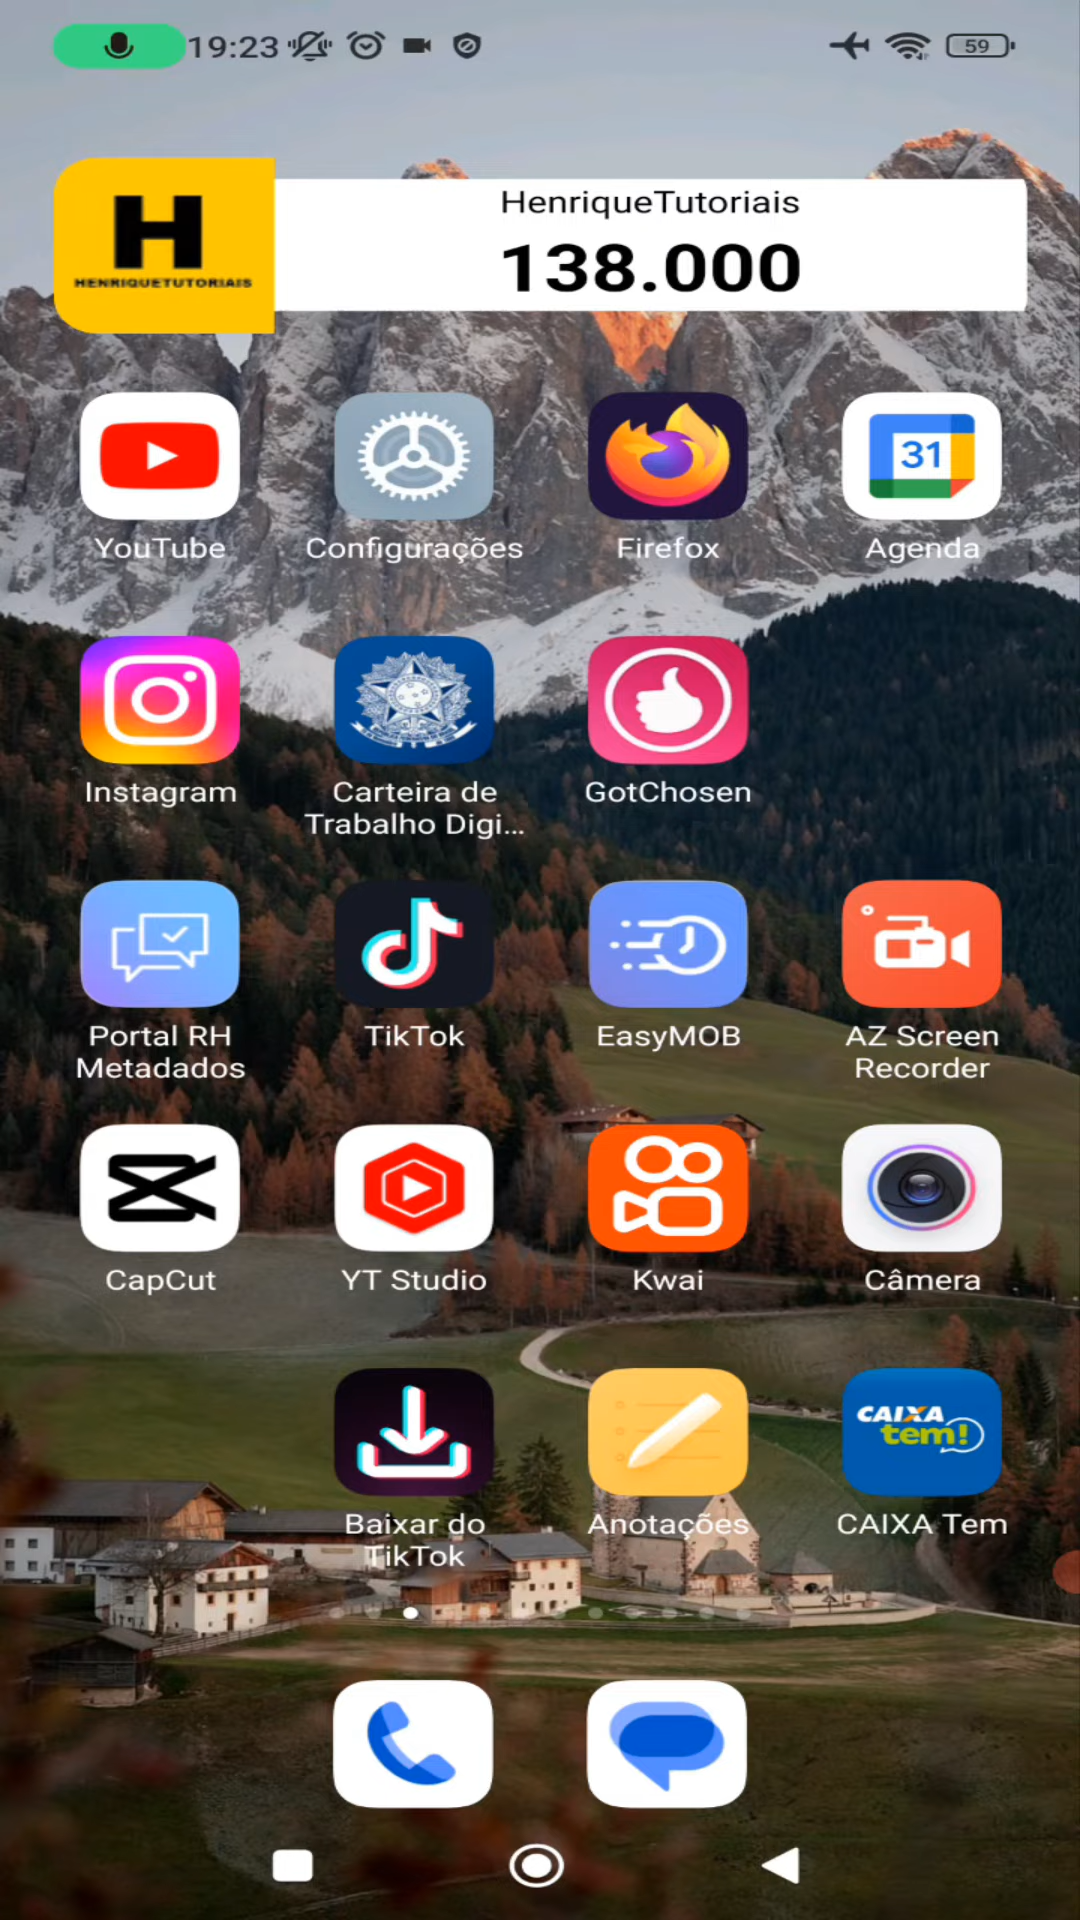 19:23
59
HenriqueTutoriais
138.000
H
HENRIQUETUTORIAIS
31
YouTube
Configurações
Firefox
Agenda
Instagram
Carteira de
Trabalho Digi...
GotChosen
Portal RH
Metadados
TikTok
EasyMOB
AZ Screen
Recorder
CapCut
YT Studio
Kwai
Câmera
CAIXA
tem!
Baixar do
TikTok
Anotações
CAIXA Tem